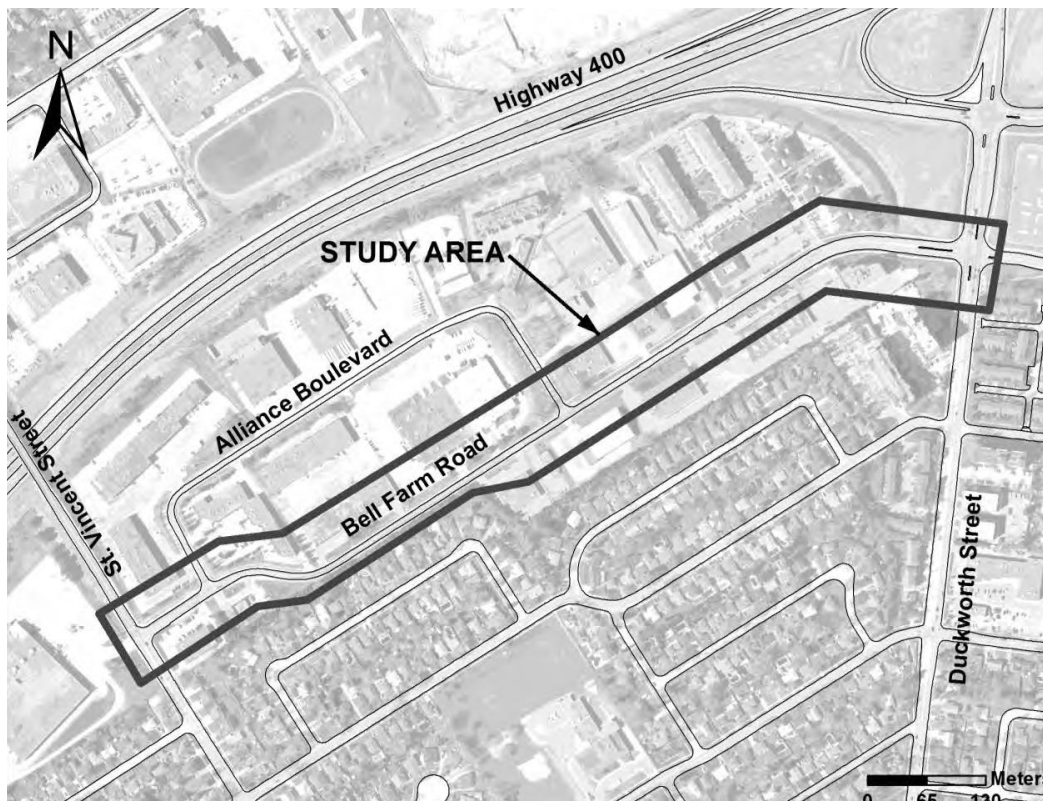 N
Highway 400
STUDY AREA
Alliance Boulevard
St. Vincent Street
Bell Farm Road
Duckworth Street
Meters
0 65 130